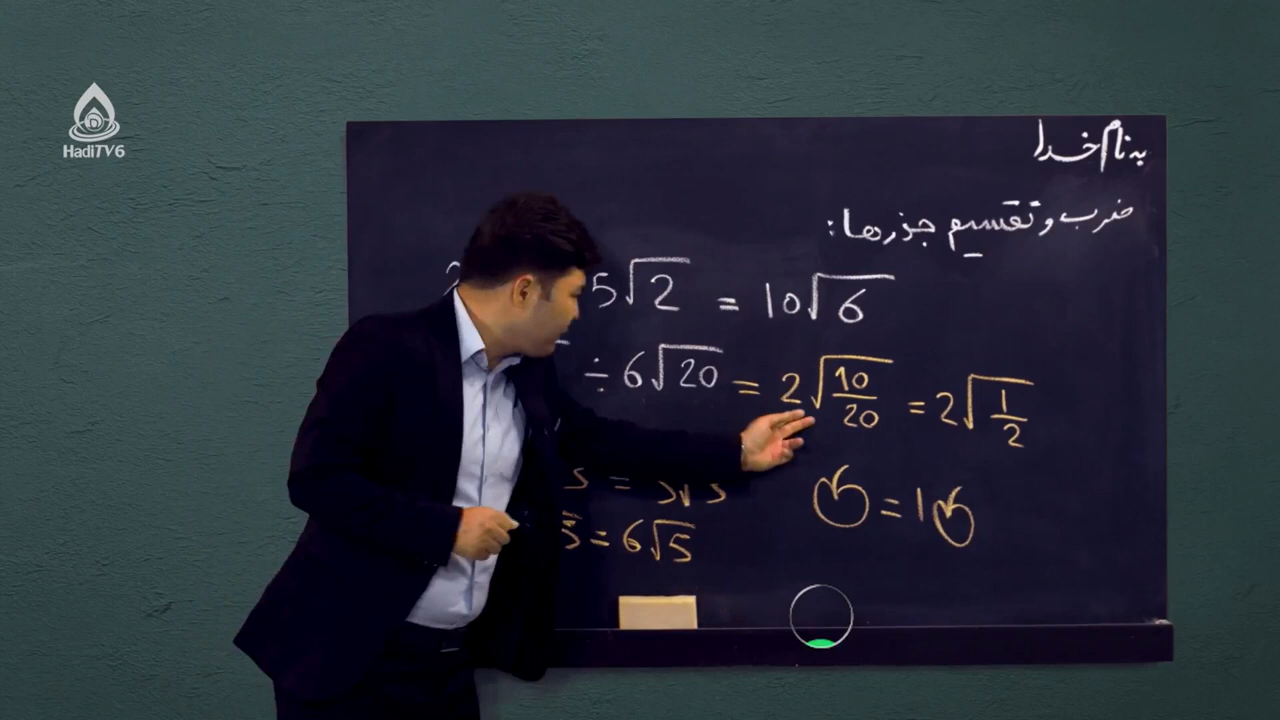 HadiTV6
به نام خدا
ضرب و تقسیم جذرها:
5√2 = 10√6
÷ 6√20 = 2√(10/20) = 2√(1/2)
= 6√5